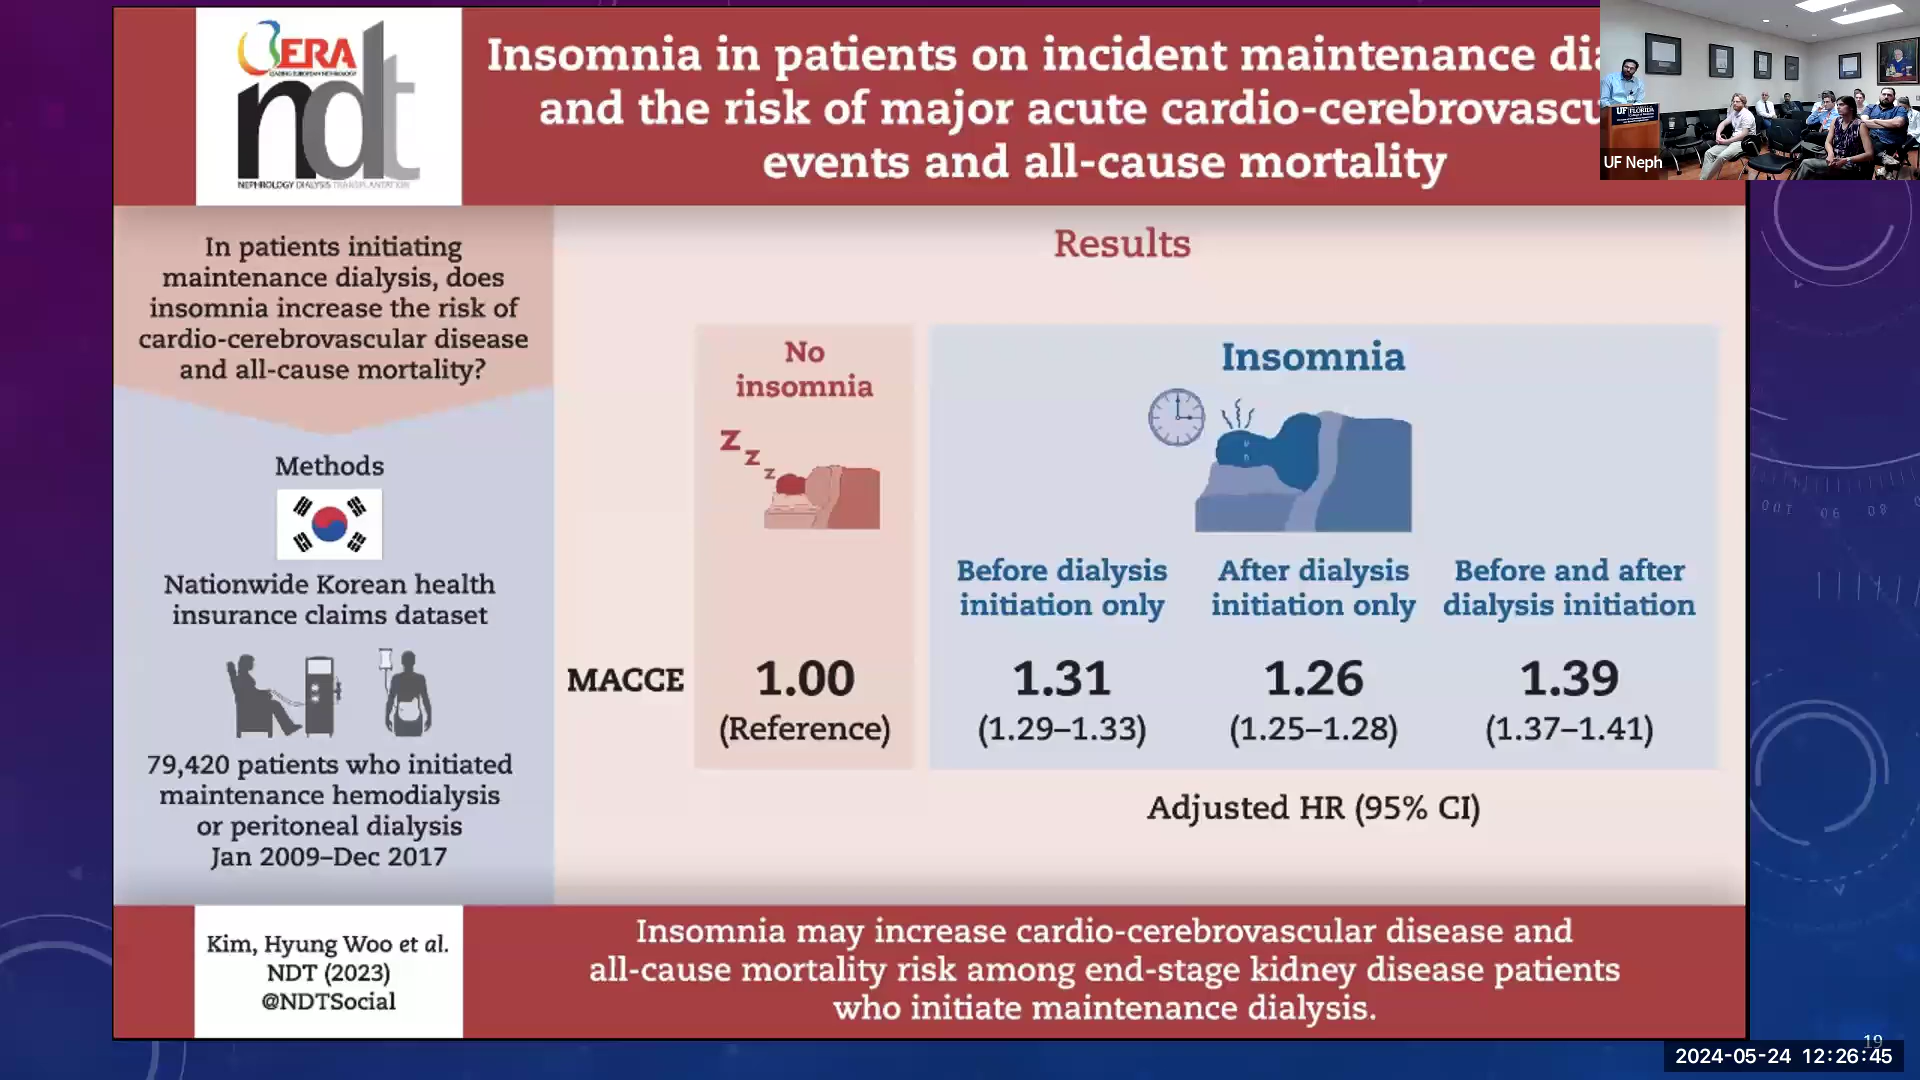 ERA
LEADING EUROPEAN NEPHROLOGY
ndt
NEPHROLOGY DIALYSIS TRANSPLANTATION
Insomnia in patients on incident maintenance dia
and the risk of major acute cardio-cerebrovascu
events and all-cause mortality
UF FLORIDA
UF Neph
In patients initiating
maintenance dialysis, does
insomnia increase the risk of
cardio-cerebrovascular disease
and all-cause mortality?
Methods
Nationwide Korean health
insurance claims dataset
79,420 patients who initiated
maintenance hemodialysis
or peritoneal dialysis
Jan 2009–Dec 2017
Results
No
insomnia
Z
z
z
Insomnia
Before dialysis
initiation only
After dialysis
initiation only
Before and after
dialysis initiation
MACCE
1.00
(Reference)
1.31
(1.29–1.33)
1.26
(1.25–1.28)
1.39
(1.37–1.41)
Adjusted HR (95% CI)
Kim, Hyung Woo et al.
NDT (2023)
@NDTSocial
Insomnia may increase cardio-cerebrovascular disease and
all-cause mortality risk among end-stage kidney disease patients
who initiate maintenance dialysis.
19
2024-05-24 12:26:45